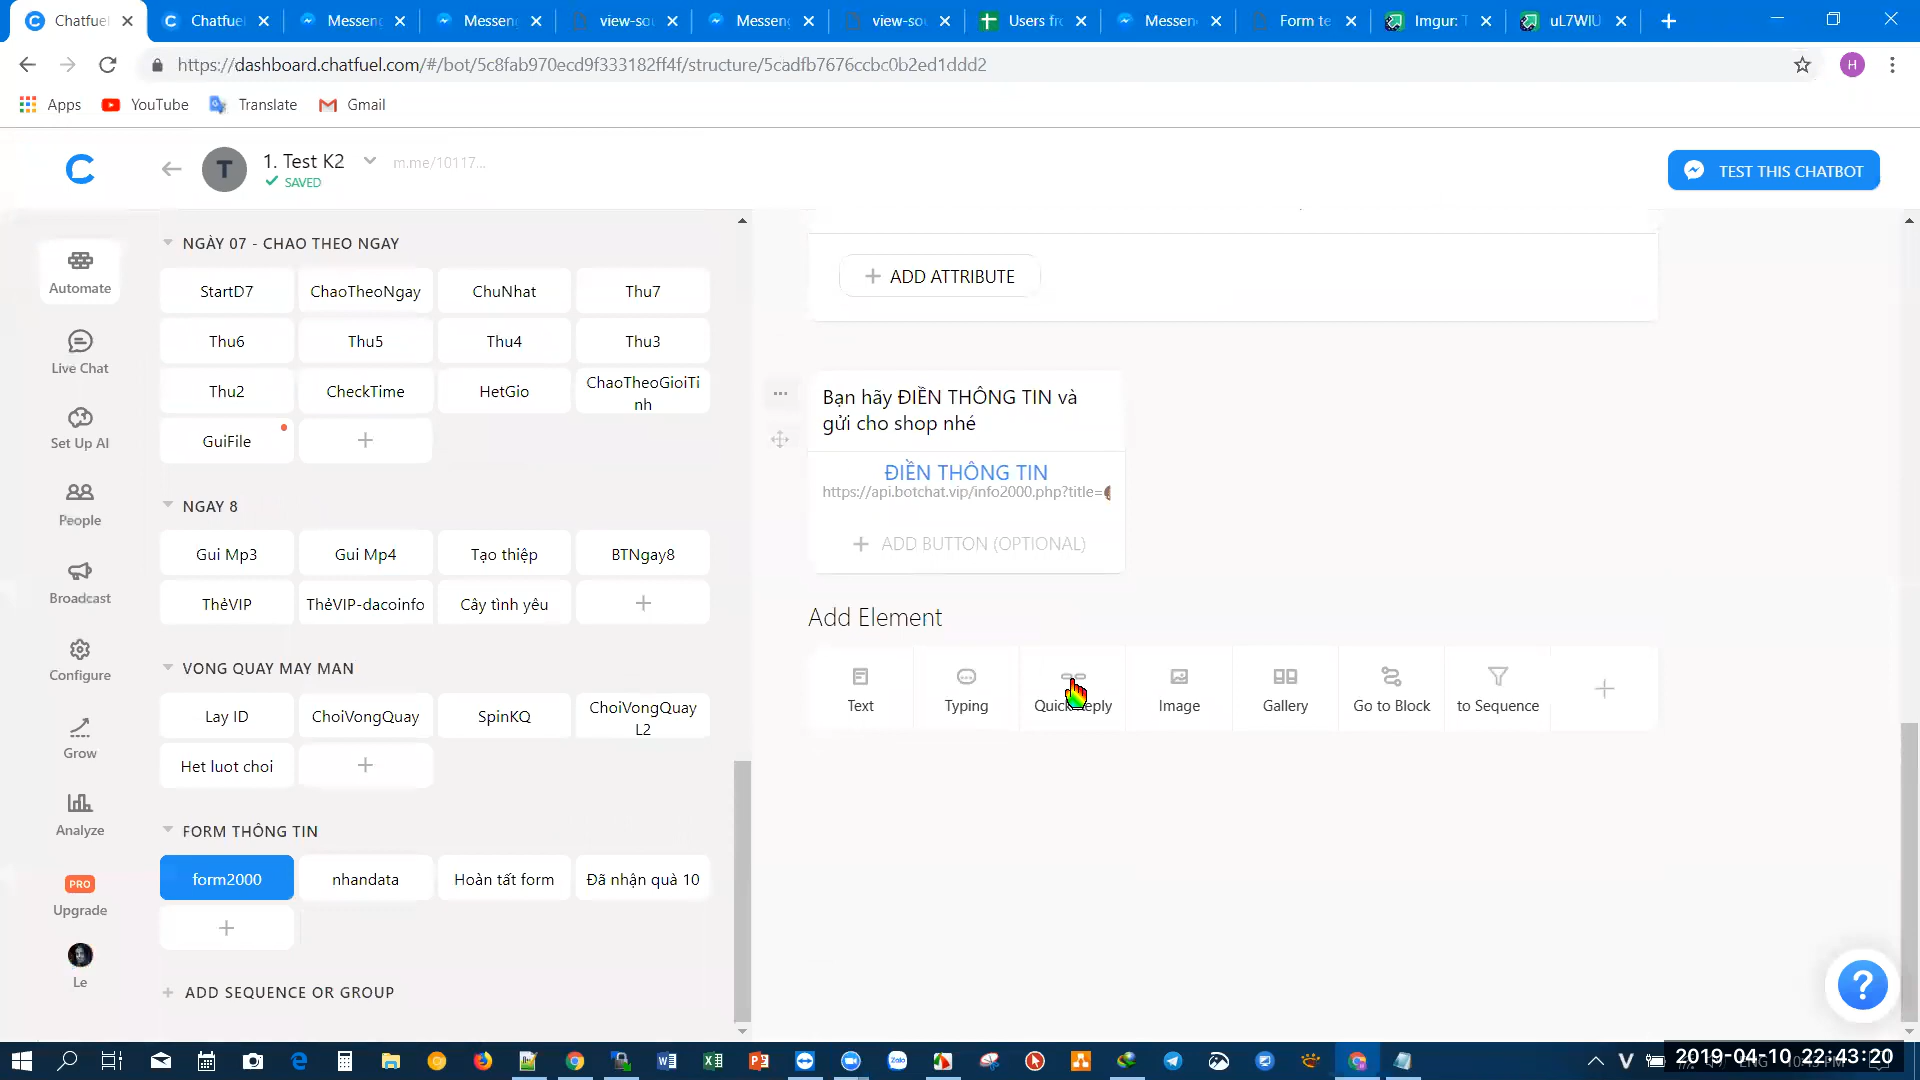 Chatfuel
Chatfuel
Messeng
Messeng
view-sou
Messeng
view-sou
Users fro
Messen
Form te
Imgur: T
uL7WIU
https://dashboard.chatfuel.com/#/bot/5c8fab970ecd9f333182ff4f/structure/5cadfb7676ccbc0b2ed1ddd2
H
Apps
YouTube
Translate
Gmail
T
1. Test K2
m.me/10117...
SAVED
TEST THIS CHATBOT
Automate
Live Chat
Set Up AI
People
Broadcast
Configure
Grow
Analyze
PRO
Upgrade
Le
NGÀY 07 - CHAO THEO NGAY
StartD7
ChaoTheoNgay
ChuNhat
Thu7
Thu6
Thu5
Thu4
Thu3
Thu2
CheckTime
HetGio
ChaoTheoGioiTi
nh
GuiFile
NGAY 8
Gui Mp3
Gui Mp4
Tạo thiệp
BTNgay8
ThẻVIP
ThẻVIP-dacoinfo
Cây tình yêu
VONG QUAY MAY MAN
Lay ID
ChoiVongQuay
SpinKQ
ChoiVongQuay
L2
Het luot choi
FORM THÔNG TIN
form2000
nhandata
Hoàn tất form
Đã nhận quà 10
ADD SEQUENCE OR GROUP
ADD ATTRIBUTE
Bạn hãy ĐIỀN THÔNG TIN và
gửi cho shop nhé
ĐIỀN THÔNG TIN
https://api.botchat.vip/info2000.php?title=
ADD BUTTON (OPTIONAL)
Add Element
Text
Typing
Quick Reply
Image
Gallery
Go to Block
to Sequence
?
2019-04-10 22:43:20